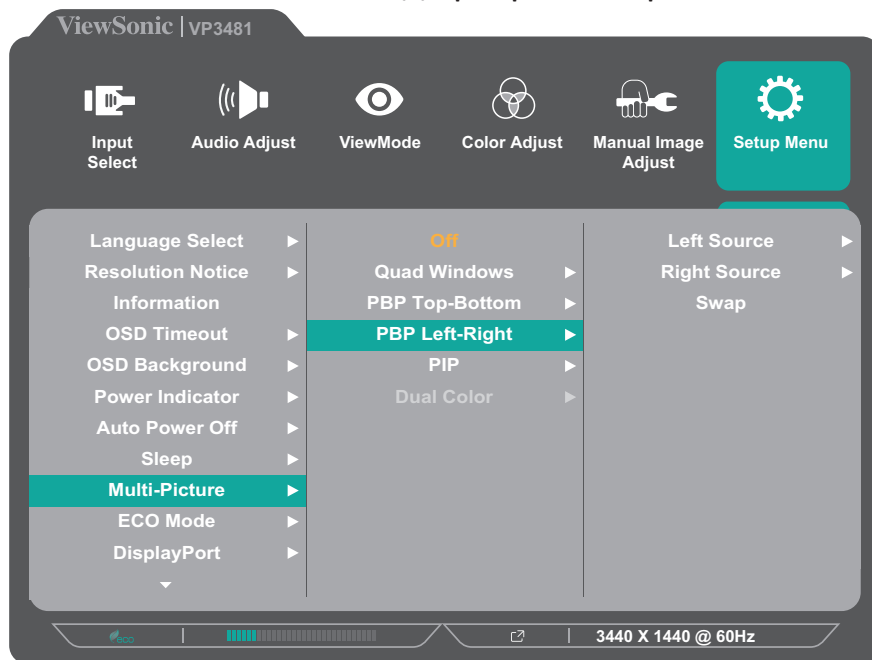 ViewSonic | VP3481
Input Select
Audio Adjust
ViewMode
Color Adjust
Manual Image Adjust
Setup Menu
Language Select
Resolution Notice
Information
OSD Timeout
OSD Background
Power Indicator
Auto Power Off
Sleep
Multi-Picture
ECO Mode
DisplayPort
Off
Quad Windows
PBP Top-Bottom
PBP Left-Right
PIP
Dual Color
Left Source
Right Source
Swap
eco
3440 X 1440 @ 60Hz